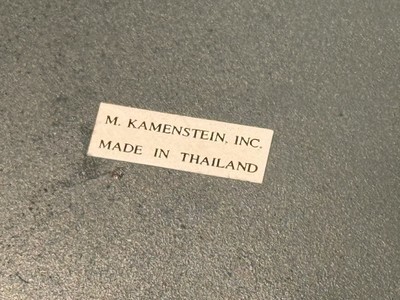 M. KAMENSTEIN, INC.
MADE IN THAILAND